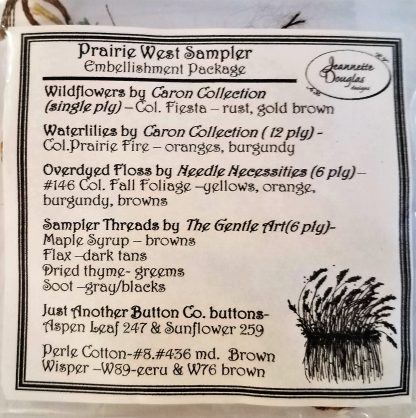 Prairie West Sampler
Embellishment Package
Jeannette
Douglas
designs
Wildflowers by Caron Collection
(single ply) –Col. Fiesta – rust, gold brown
Waterlilies by Caron Collection ( 12 ply) -
Col.Prairie Fire – oranges, burgundy
Overdyed Floss by Needle Necessities (6 ply) –
#146 Col. Fall Foliage –yellows, orange,
burgundy, browns
Sampler Threads by The Gentle Art(6 ply)-
Maple Syrup – browns
Flax –dark tans
Dried thyme- greems
Soot –gray/blacks
Just Another Button Co. buttons-
Aspen Leaf 247 & Sunflower 259
Perle Cotton-#8,#436 md. Brown
Wisper –W89-ecru & W76 brown